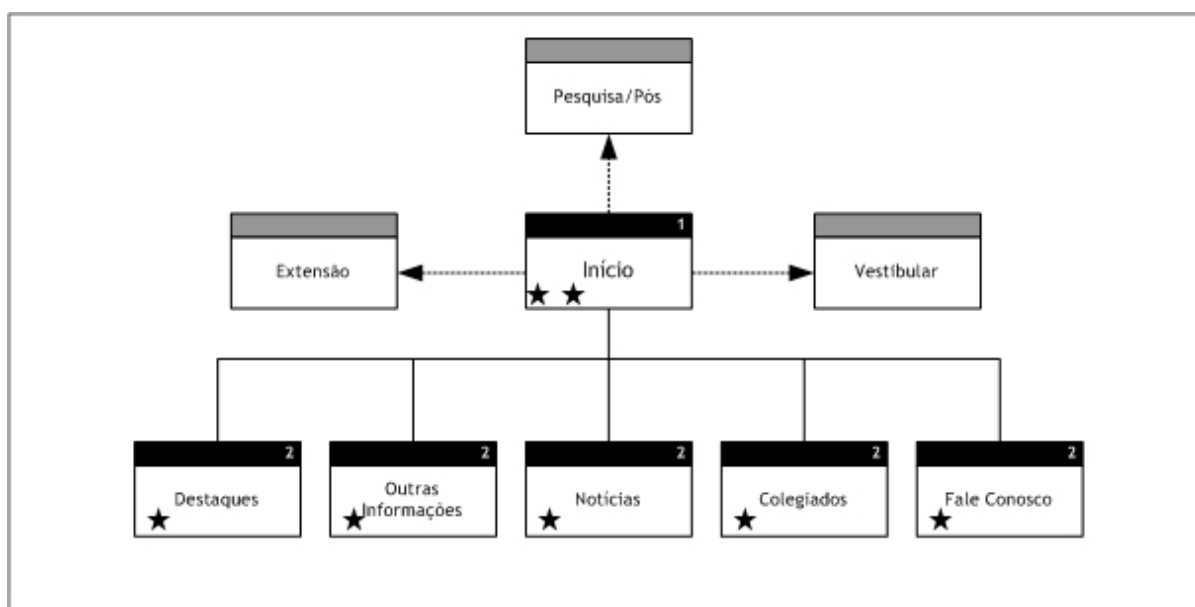 Pesquisa/Pós
1
Extensão
Início
Vestibular
2
2
2
2
2
Destaques
Outras
Informações
Notícias
Colegiados
Fale Conosco